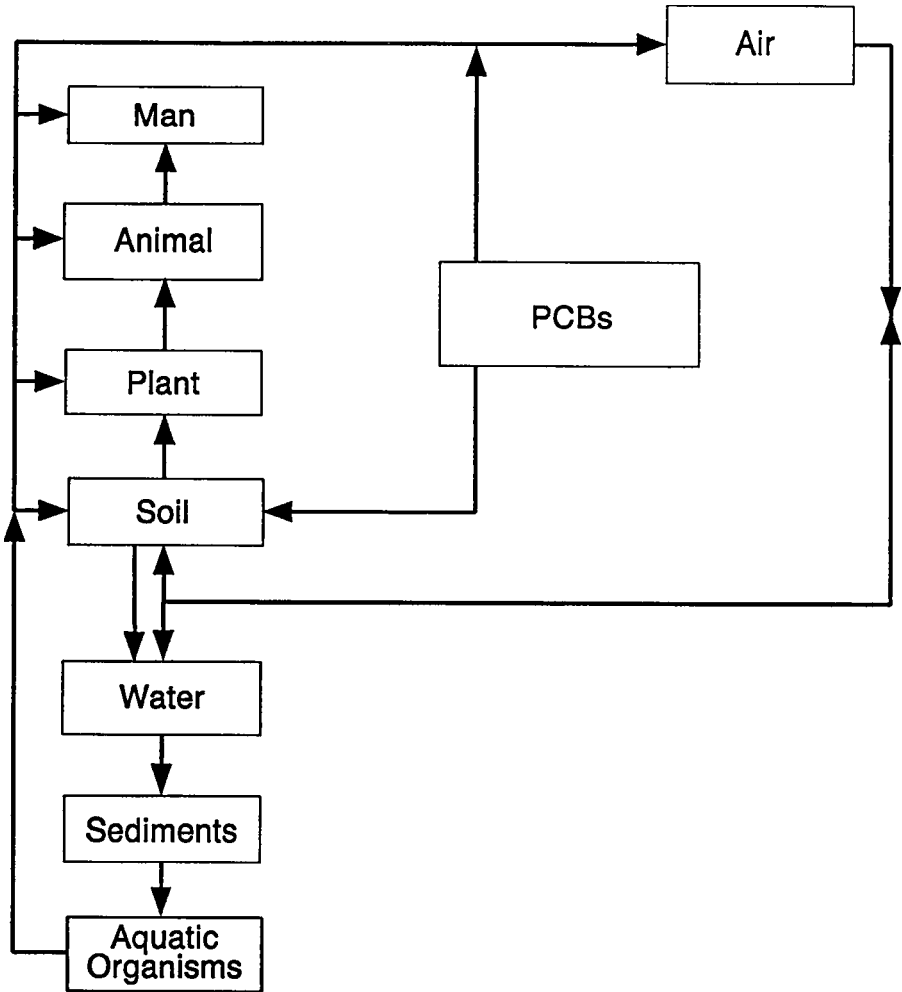 Air
Man
Animal
PCBs
Plant
Soil
Water
Sediments
Aquatic
Organisms